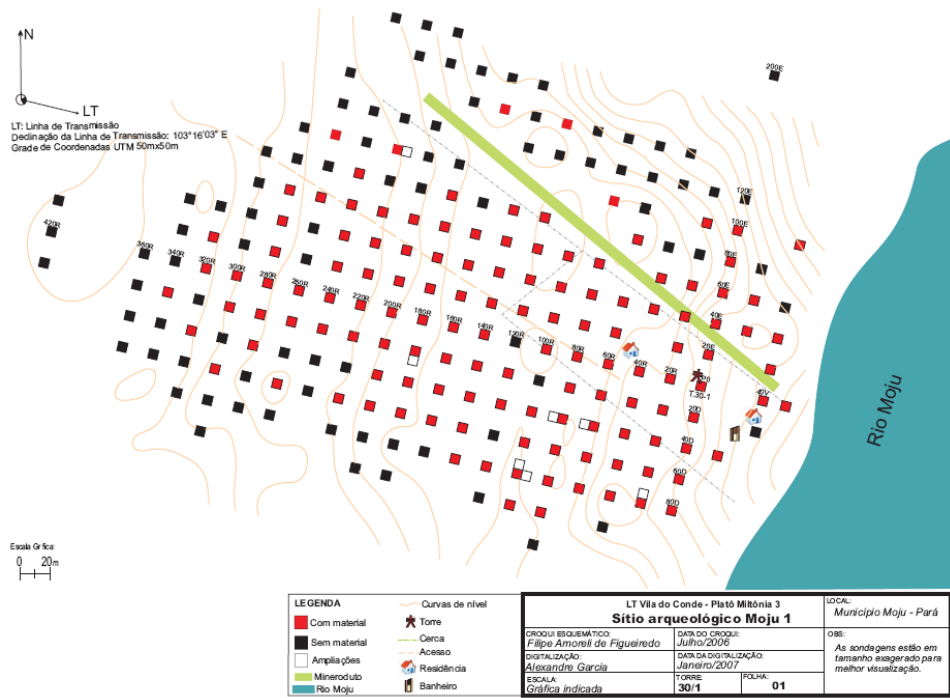 N
LT
LT: Linha de Transmissão
Declinação da Linha de Transmissão: 103°16'03" E
Grade de Coordenadas UTM 50mx50m
200E
120E
100E
80E
60E
40E
20E
420R
360R
340R
320R
300R
280R
260R
240R
220R
200R
180R
160R
140R
120R
100R
80R
60R
40R
20R
P0
T.30-1
40V
20D
40D
60D
80D
Rio Moju
Escala Gráfica
0 20m
LEGENDA
Com material
Sem material
Ampliações
Mineroduto
Rio Moju
Curvas de nível
Torre
Cerca
Acesso
Residência
Banheiro
LT Vila do Conde - Platô Miltônia 3
Sítio arqueológico Moju 1
CROQUI ESQUEMÁTICO:
Filipe Amoreli de Figueiredo
DATA DO CROQUI:
Julho/2006
DIGITALIZAÇÃO:
Alexandre Garcia
DATA DA DIGITALIZAÇÃO:
Janeiro/2007
ESCALA:
Gráfica indicada
TORRE:
30/1
FOLHA:
01
LOCAL:
Município Moju - Pará
OBS:
As sondagens estão em
tamanho exagerado para
melhor visualização.